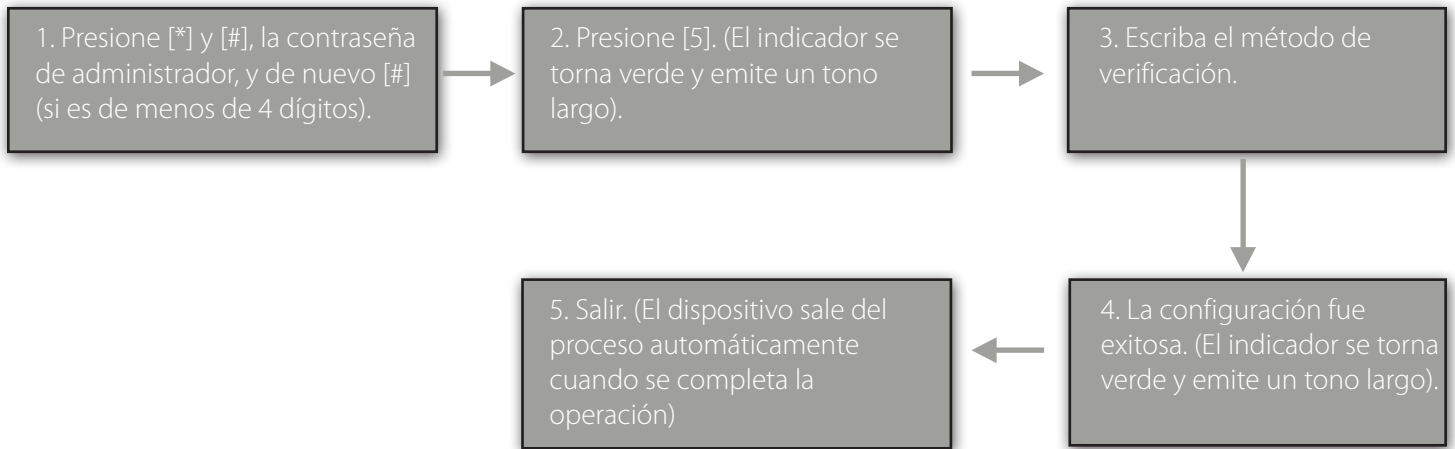 1. Presione [*] y [#], la contraseña
de administrador, y de nuevo [#]
(si es de menos de 4 dígitos).
2. Presione [5]. (El indicador se
torna verde y emite un tono
largo).
3. Escriba el método de
verificación.
4. La configuración fue
exitosa. (El indicador se torna
verde y emite un tono largo).
5. Salir. (El dispositivo sale del
proceso automáticamente
cuando se completa la
operación)